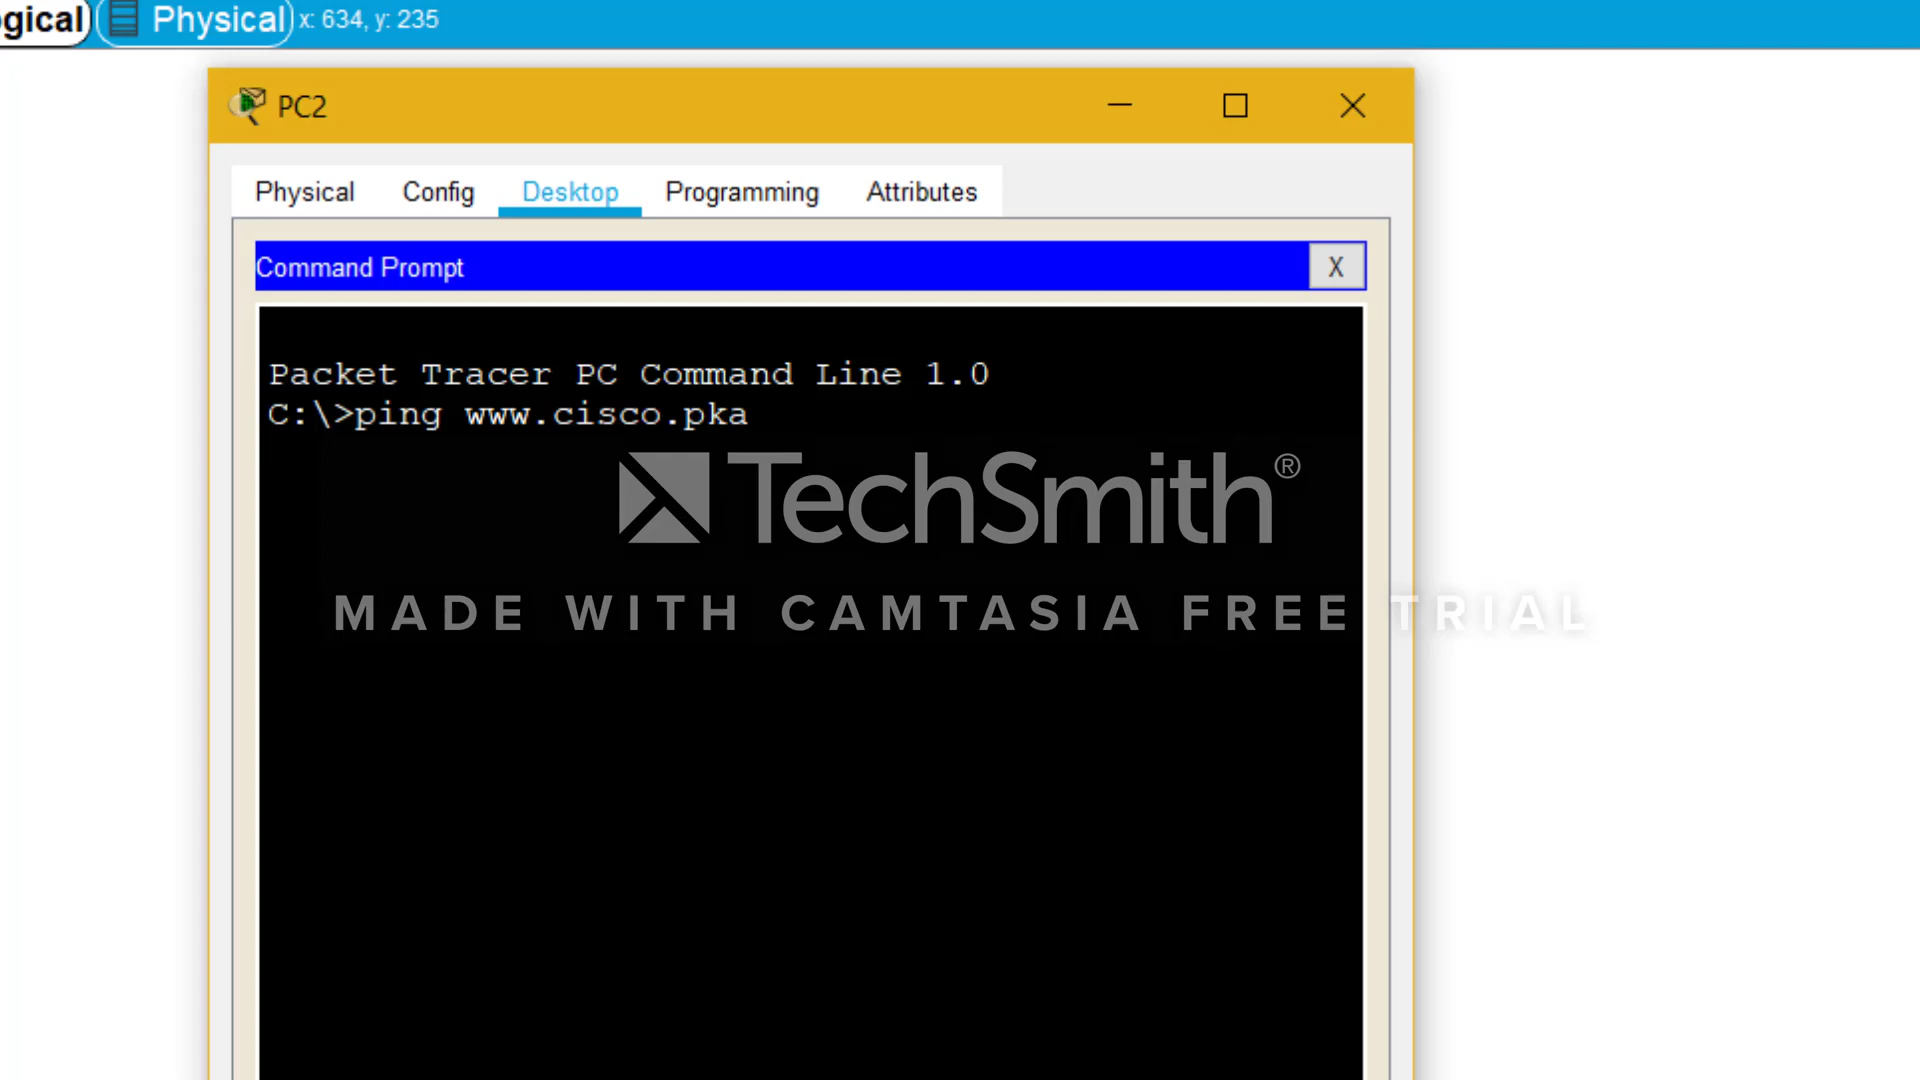 ogical Physical x: 634, y: 235
PC2
Physical Config Desktop Programming Attributes
Command Prompt X
Packet Tracer PC Command Line 1.0
C:\>ping www.cisco.pka
TechSmith®
MADE WITH CAMTASIA FREE TRIAL